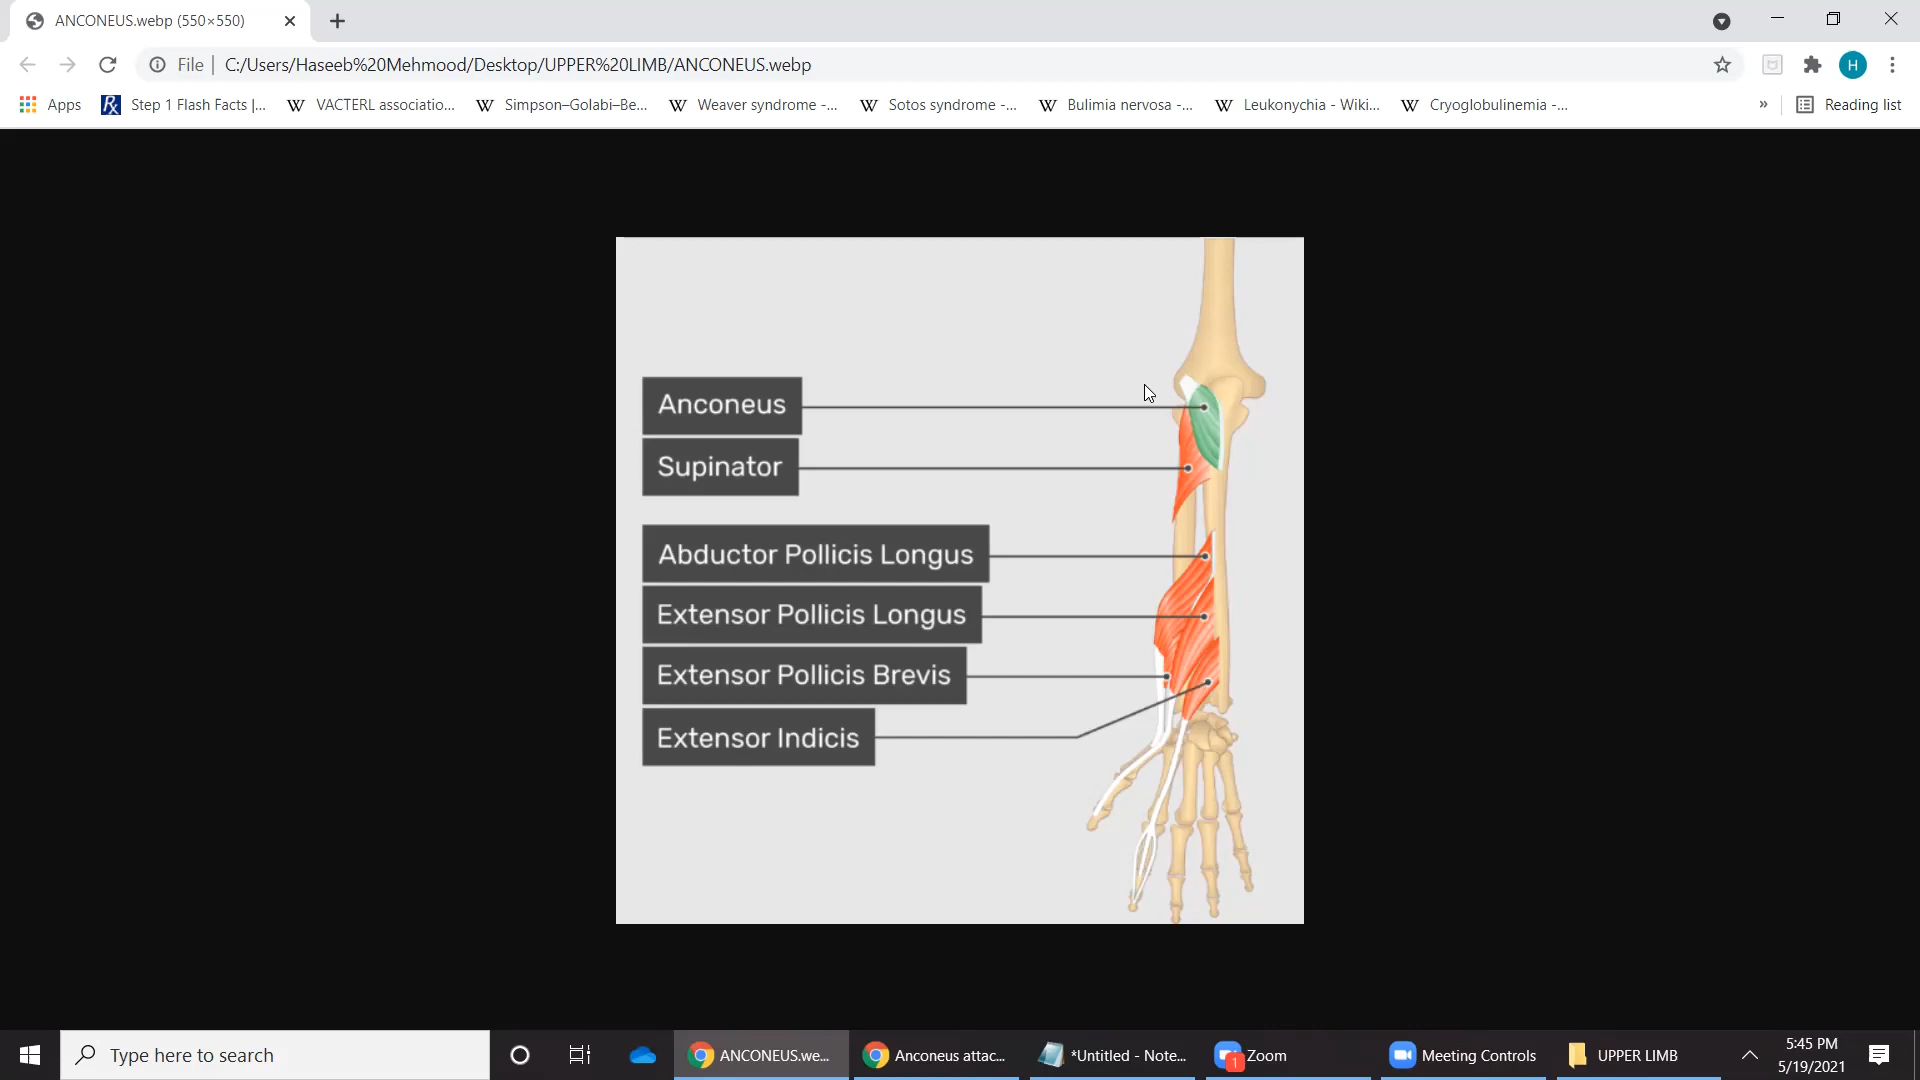 ANCONEUS.webp (550×550)
File | C:/Users/Haseeb%20Mehmood/Desktop/UPPER%20LIMB/ANCONEUS.webp
H
Apps Step 1 Flash Facts |... VACTERL associatio... Simpson–Golabi–Be... Weaver syndrome -... Sotos syndrome -... Bulimia nervosa -... Leukonychia - Wiki... Cryoglobulinemia -... » Reading list
Anconeus
Supinator
Abductor Pollicis Longus
Extensor Pollicis Longus
Extensor Pollicis Brevis
Extensor Indicis
Type here to search ANCONEUS.we... Anconeus attac... *Untitled - Note... 1 Zoom Meeting Controls UPPER LIMB
5:45 PM
5/19/2021